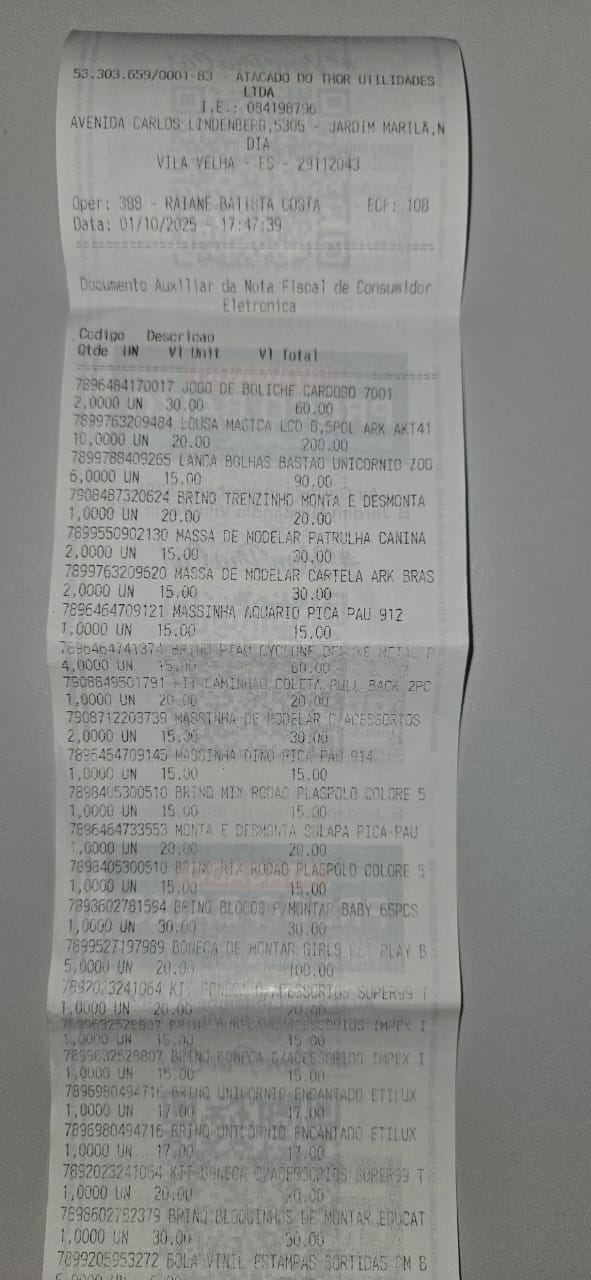 53.303.659/0001-83 - ATACADO DO THOR UTILIDADES
LTDA
I.E.: 084198796
AVENIDA CARLOS LINDENBERG,5305 - JARDIM MARILÃ,N
DIA
VILA VELHA - ES - 29112043
Oper: 388 - RAIANE BATISTA COSTA ECF: 108
Data: 01/10/2025 - 17:47:39
Documento Auxiliar da Nota Fiscal de Consumidor
Eletronica
Codigo Descricao
Qtde UN Vl Unit Vl Total
7896484170017 JOGO DE BOLICHE CARDOSO 7001
2,0000 UN 30.00 60.00
7899763209484 LOUSA MAGICA LCD 8,5POL ARK AKT41
10,0000 UN 20.00 200.00
7899788409265 LANCA BOLHAS BASTAO UNICORNIO ZOO
6,0000 UN 15.00 90.00
7908487320624 BRINQ TRENZINHO MONTA E DESMONTA
1,0000 UN 20.00 20.00
7899550902130 MASSA DE MODELAR PATRULHA CANINA
2,0000 UN 15.00 30.00
7899763209620 MASSA DE MODELAR CARTELA ARK BRAS
2,0000 UN 15.00 30.00
7896464709121 MASSINHA AQUARIO PICA PAU 912
1,0000 UN 15.00 15.00
7896464741374 BRINQ PIAO CYCLONE DELUXE METAL P
4,0000 UN 15.00 60.00
7908649501791 KIT CAMINHAO COLETA PULL BACK 2PC
1,0000 UN 20.00 20.00
7908712203739 MASSINHA DE MODELAR C/ACESSORIOS
2,0000 UN 15.00 30.00
7896464709145 MASSINHA DINO PICA PAU 914
1,0000 UN 15.00 15.00
7898405300510 BRINQ MIX RODAO PLASPOLO COLORE 5
1,0000 UN 15.00 15.00
7896464733553 MONTA E DESMONTA SOLAPA PICA-PAU
1,0000 UN 20.00 20.00
7898405300510 BRINQ MIX RODAO PLASPOLO COLORE 5
1,0000 UN 15.00 15.00
7893602781594 BRINQ BLOCOS P/MONTAR BABY 65PCS
1,0000 UN 30.00 30.00
7899527197989 BONECA DE MONTAR GIRLS PET PLAY B
5,0000 UN 20.00 100.00
7892023241064 KIT BONECA C/ACESSORIOS SUPER99 T
1,0000 UN 20.00 20.00
7899632528807 BRINQ BONECA C/ACESSORIOS IMPEX I
1,0000 UN 15.00 15.00
7899632528807 BRINQ BONECA C/ACESSORIOS IMPEX I
1,0000 UN 15.00 15.00
7896980494716 BRINQ UNICORNIO ENCANTADO ETILUX
1,0000 UN 17.00 17.00
7896980494716 BRINQ UNICORNIO ENCANTADO ETILUX
1,0000 UN 17.00 17.00
7892023241064 KIT BONECA C/ACESSORIOS SUPER99 T
1,0000 UN 20.00 20.00
7898602782379 BRINQ BLOQUINHOS DE MONTAR EDUCAT
1,0000 UN 30.00 30.00
7899205953272 BOLA VINIL ESTAMPAS SORTIDAS DM B